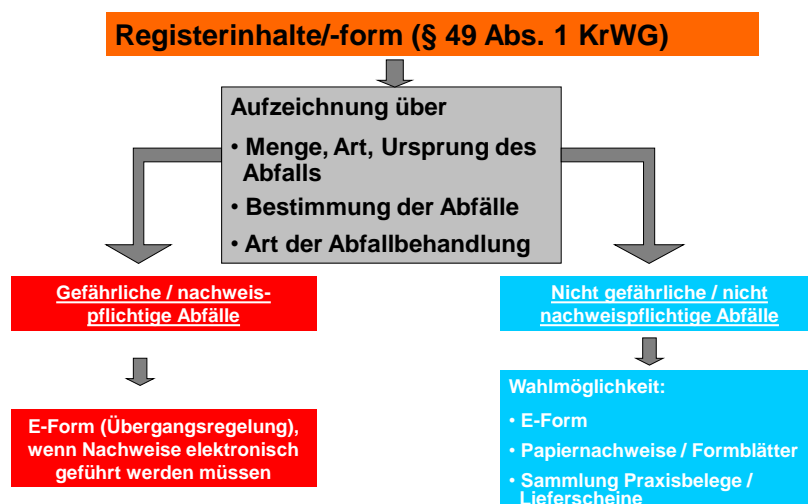 Registerinhalte/-form (§ 49 Abs. 1 KrWG)
Aufzeichnung über
• Menge, Art, Ursprung des
Abfalls
• Bestimmung der Abfälle
• Art der Abfallbehandlung
Gefährliche / nachweis-
pflichtige Abfälle
Nicht gefährliche / nicht
nachweispflichtige Abfälle
E-Form (Übergangsregelung),
wenn Nachweise elektronisch
geführt werden müssen
Wahlmöglichkeit:
• E-Form
• Papiernachweise / Formblätter
• Sammlung Praxisbelege /
Lieferscheine